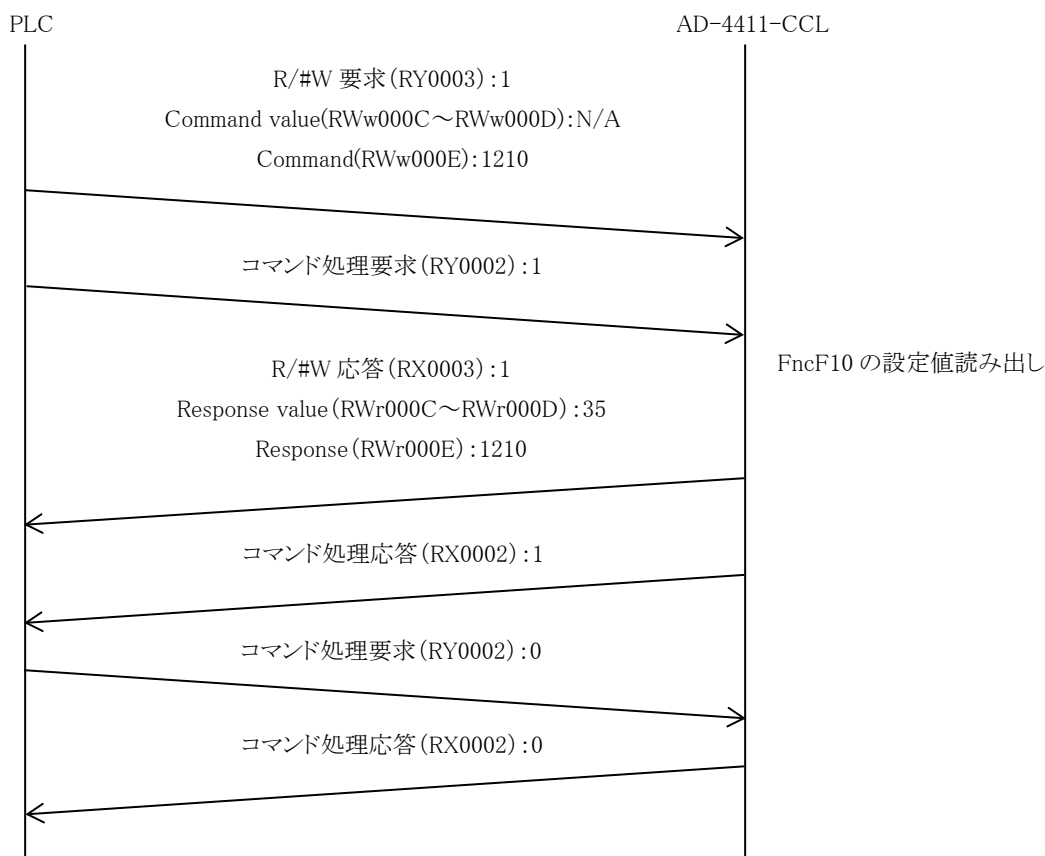 PLC
AD-4411-CCL
R/#W 要求(RY0003):1
Command value(RWw000C～RWw000D):N/A
Command(RWw000E):1210
コマンド処理要求(RY0002):1
FncF10 の設定値読み出し
R/#W 応答(RX0003):1
Response value(RWr000C～RWr000D):35
Response(RWr000E):1210
コマンド処理応答(RX0002):1
コマンド処理要求(RY0002):0
コマンド処理応答(RX0002):0